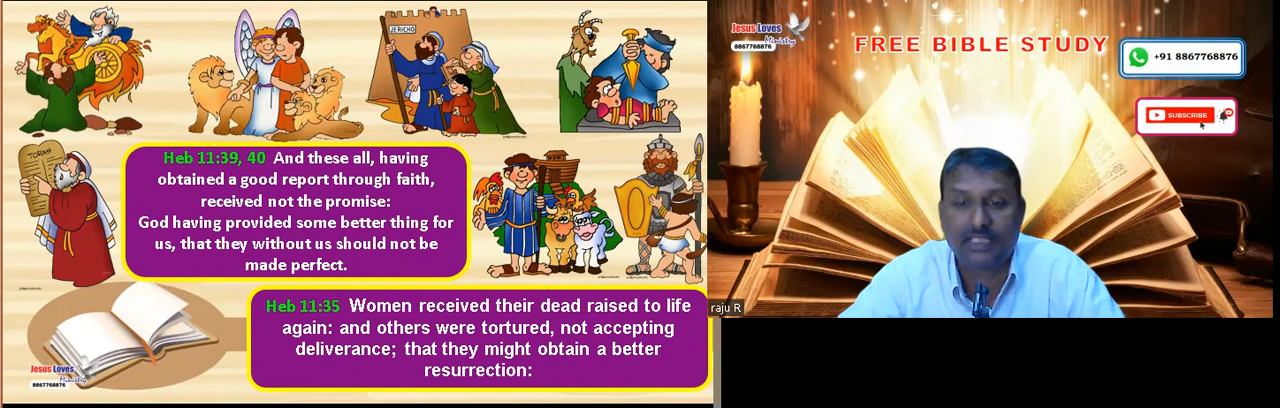 JERICHO
TORAH
Heb 11:39, 40 And these all, having
obtained a good report through faith,
received not the promise:
God having provided some better thing for
us, that they without us should not be
made perfect.
Heb 11:35 Women received their dead raised to life
again: and others were tortured, not accepting
deliverance; that they might obtain a better
resurrection:
Jesus Loves
Ministry
8867768876
Jesus Loves
Ministry
8867768876
FREE BIBLE STUDY
+91 8867768876
SUBSCRIBE
raju R